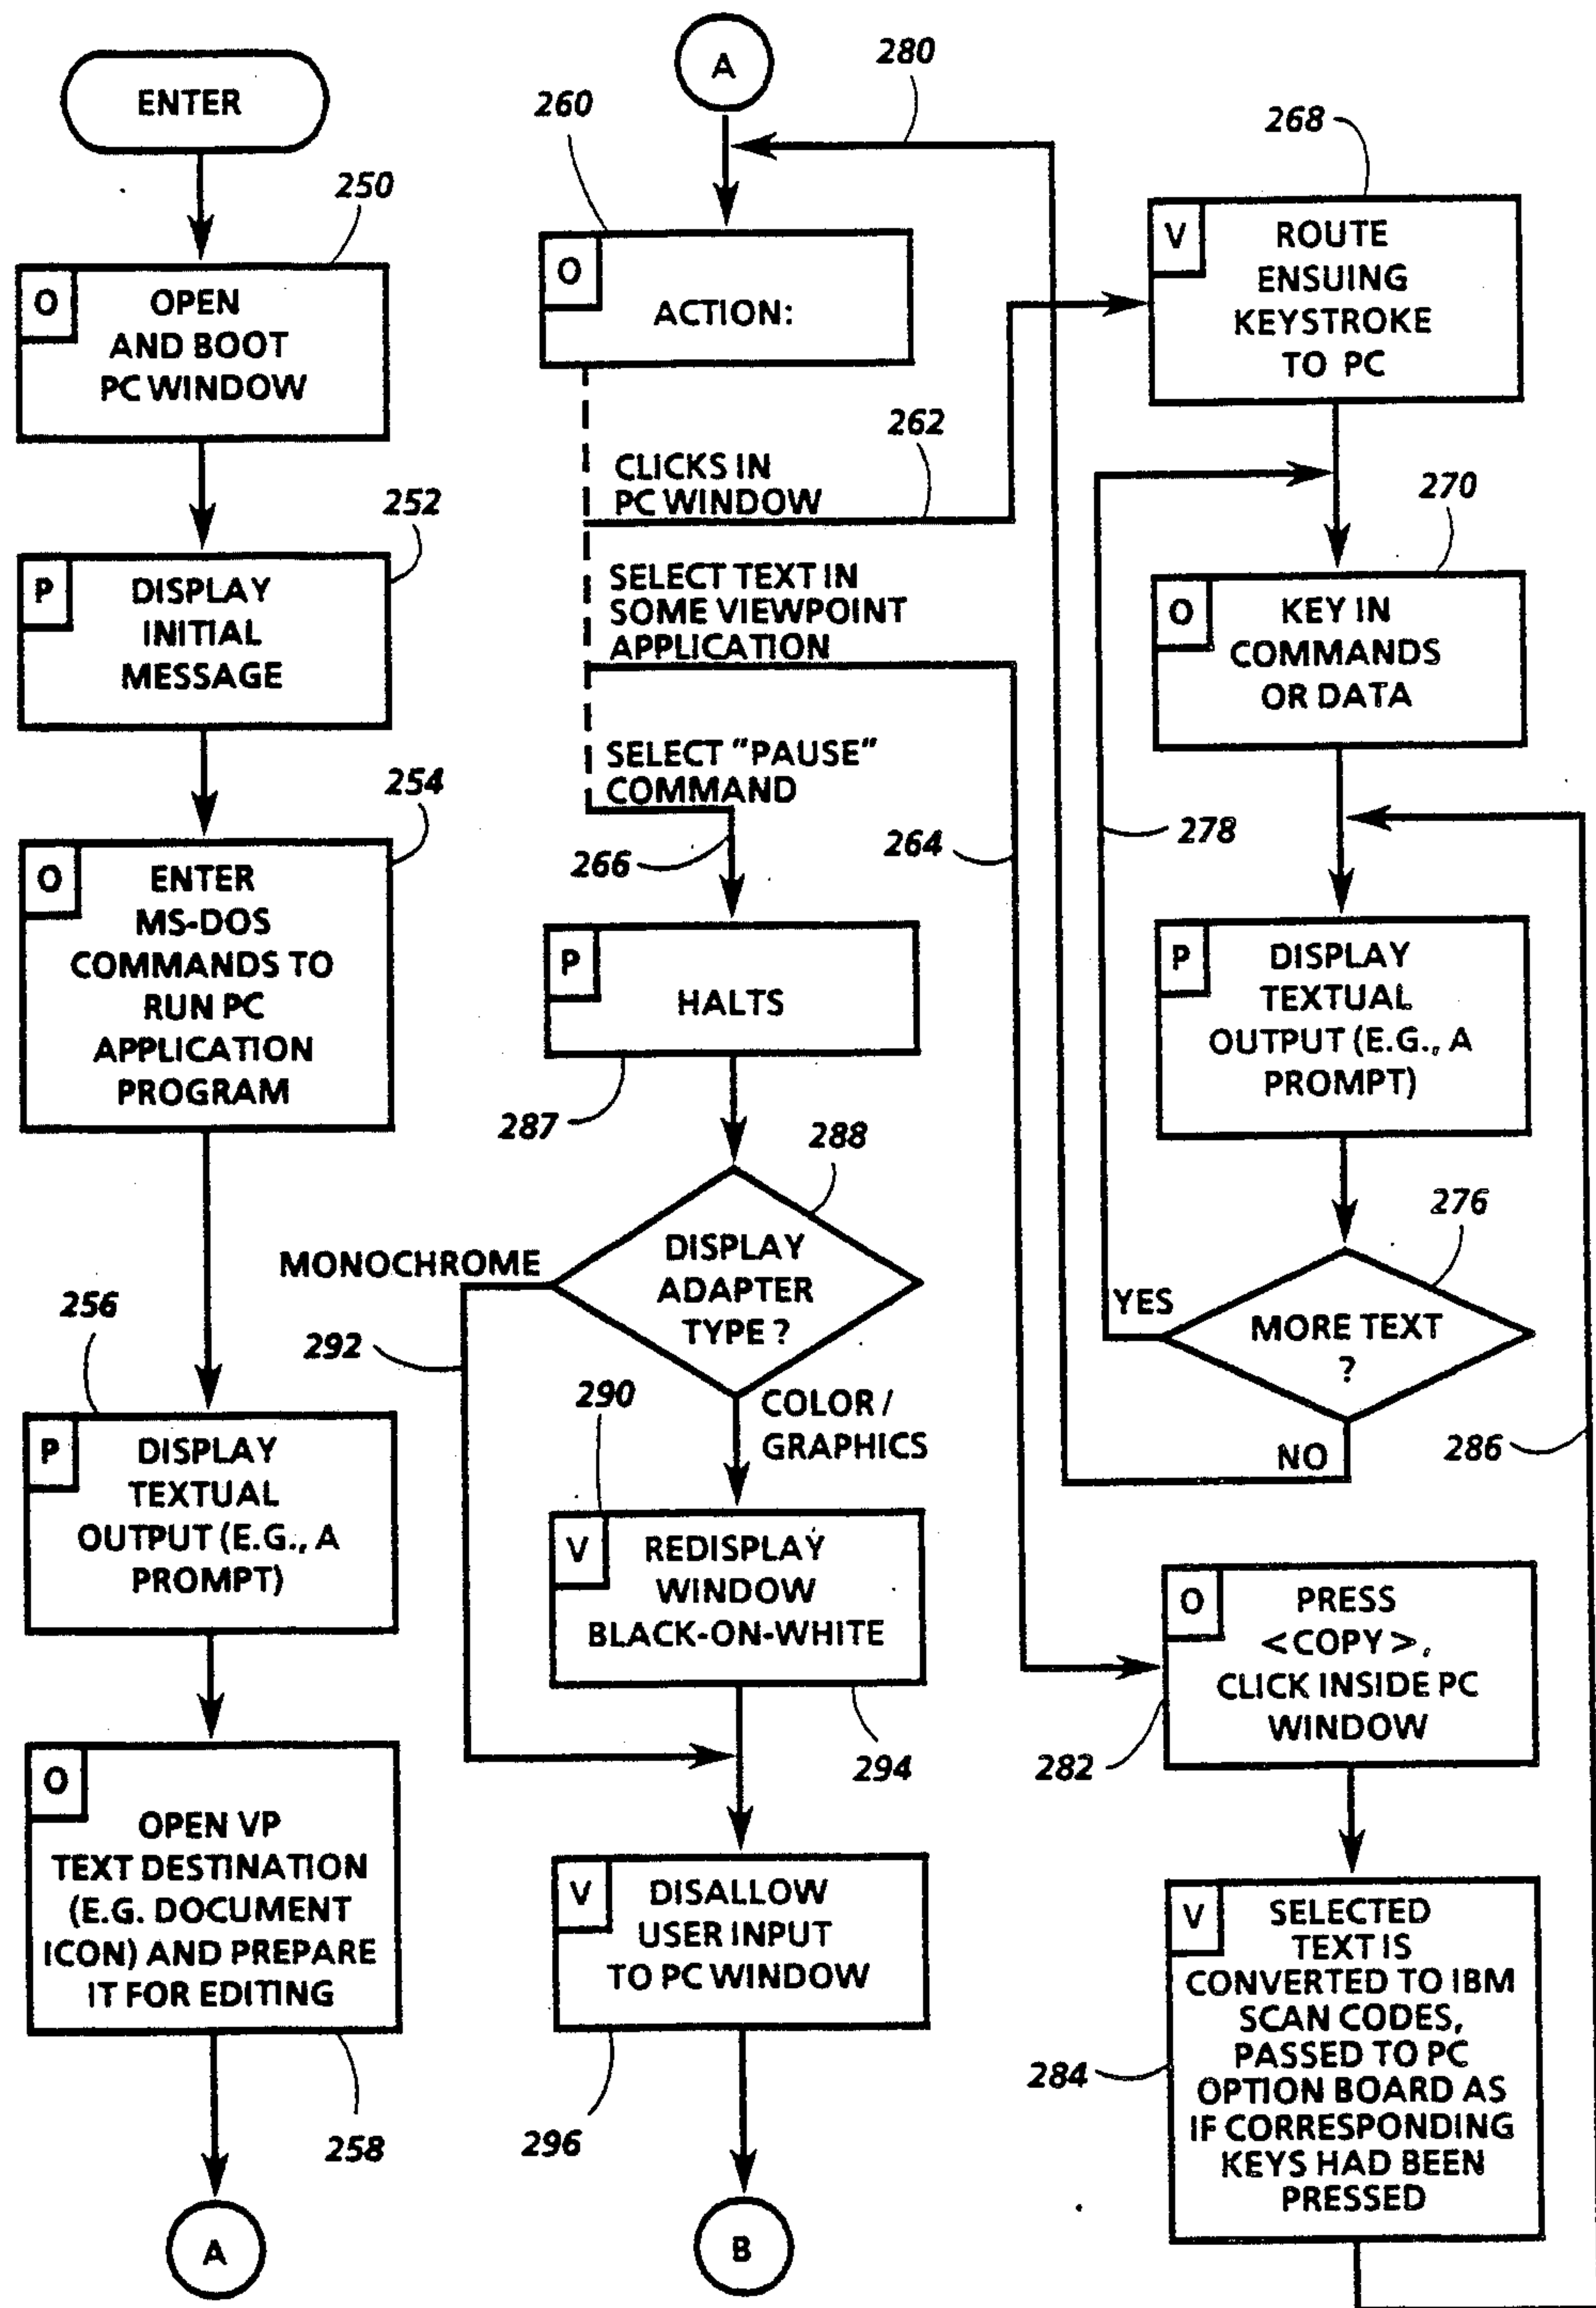 ENTER
250
O
OPEN
AND BOOT
PC WINDOW
252
P
DISPLAY
INITIAL
MESSAGE
254
O
ENTER
MS-DOS
COMMANDS TO
RUN PC
APPLICATION
PROGRAM
256
P
DISPLAY
TEXTUAL
OUTPUT (E.G., A
PROMPT)
O
OPEN VP
TEXT DESTINATION
(E.G. DOCUMENT
ICON) AND PREPARE
IT FOR EDITING
258
A
A
280
260
O
ACTION:
262
CLICKS IN
PC WINDOW
SELECT TEXT IN
SOME VIEWPOINT
APPLICATION
SELECT "PAUSE"
COMMAND
266
264
P
HALTS
287
288
DISPLAY
ADAPTER
TYPE ?
MONOCHROME
292
COLOR /
GRAPHICS
290
V
REDISPLAY
WINDOW
BLACK-ON-WHITE
294
V
DISALLOW
USER INPUT
TO PC WINDOW
296
B
268
V
ROUTE
ENSUING
KEYSTROKE
TO PC
270
O
KEY IN
COMMANDS
OR DATA
278
P
DISPLAY
TEXTUAL
OUTPUT (E.G., A
PROMPT)
276
YES
MORE TEXT
?
NO
286
O
PRESS
<COPY>,
CLICK INSIDE PC
WINDOW
282
V
SELECTED
TEXT IS
CONVERTED TO IBM
SCAN CODES,
PASSED TO PC
OPTION BOARD AS
IF CORRESPONDING
KEYS HAD BEEN
PRESSED
284